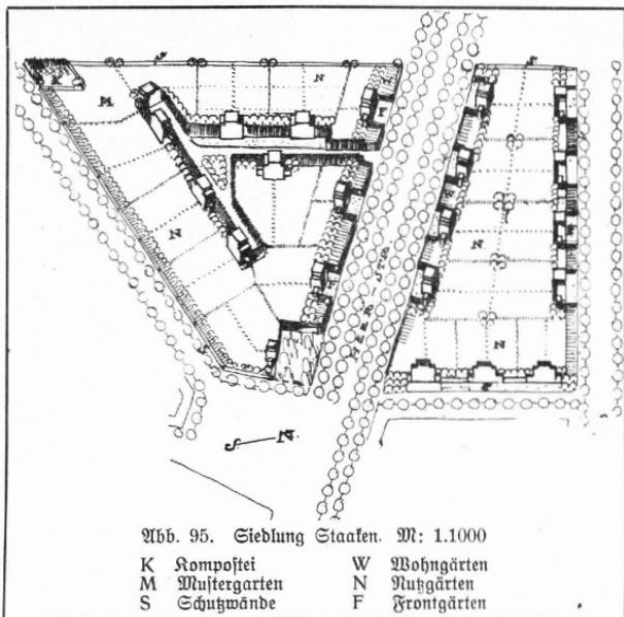 K
M
N
N
F
N
N
N
S
Abb. 95. Siedlung Staaken. M: 1.1000
K Kompostei
M Mustergarten
S Schutzwände
W Wohngärten
N Nutzgärten
F Frontgärten